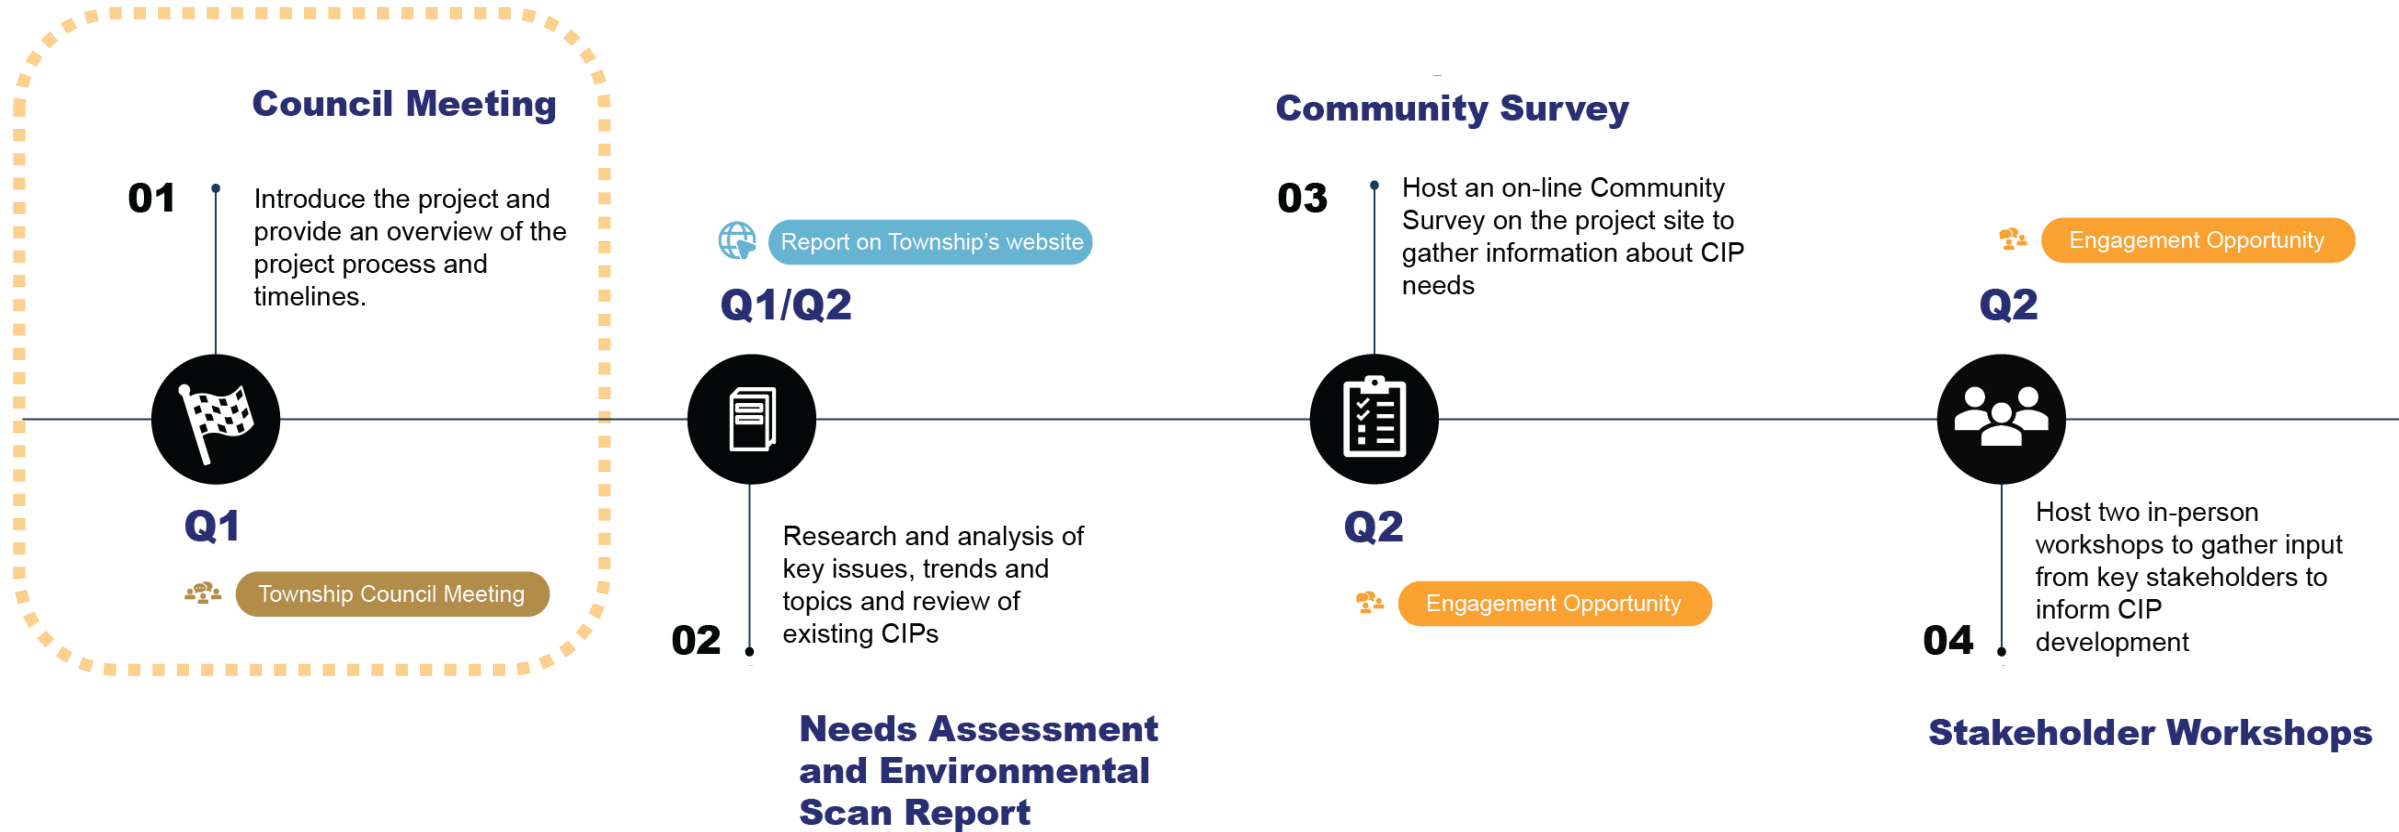 Council Meeting
01
Introduce the project and
provide an overview of the
project process and
timelines.
Q1
Township Council Meeting
Report on Township's website
Q1/Q2
Research and analysis of
key issues, trends and
topics and review of
existing CIPs
02
Needs Assessment
and Environmental
Scan Report
Community Survey
03
Host an on-line Community
Survey on the project site to
gather information about CIP
needs
Q2
Engagement Opportunity
Engagement Opportunity
Q2
Host two in-person
workshops to gather input
from key stakeholders to
inform CIP
development
04
Stakeholder Workshops